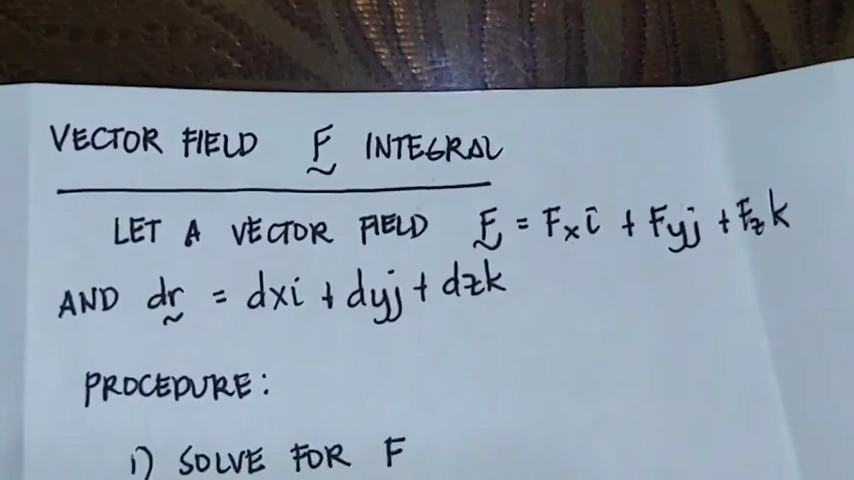 VECTOR FIELD F INTEGRAL
LET A VECTOR FIELD F = Fxi + Fyj + Fzk
AND dr = dxi + dyj + dzk
PROCEDURE:
1) SOLVE FOR F